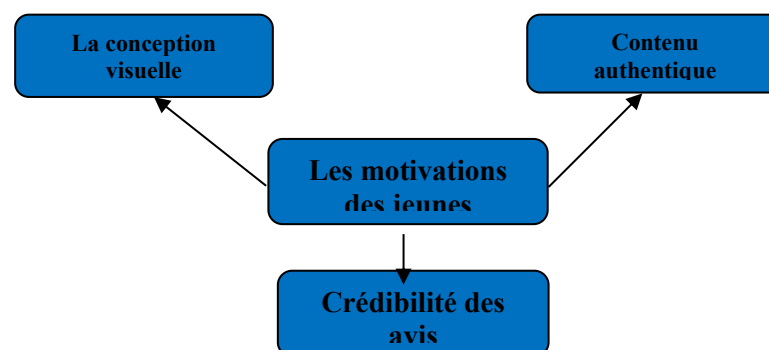 La conception
visuelle
Contenu
authentique
Les motivations
des jeunes
Crédibilité des
avis